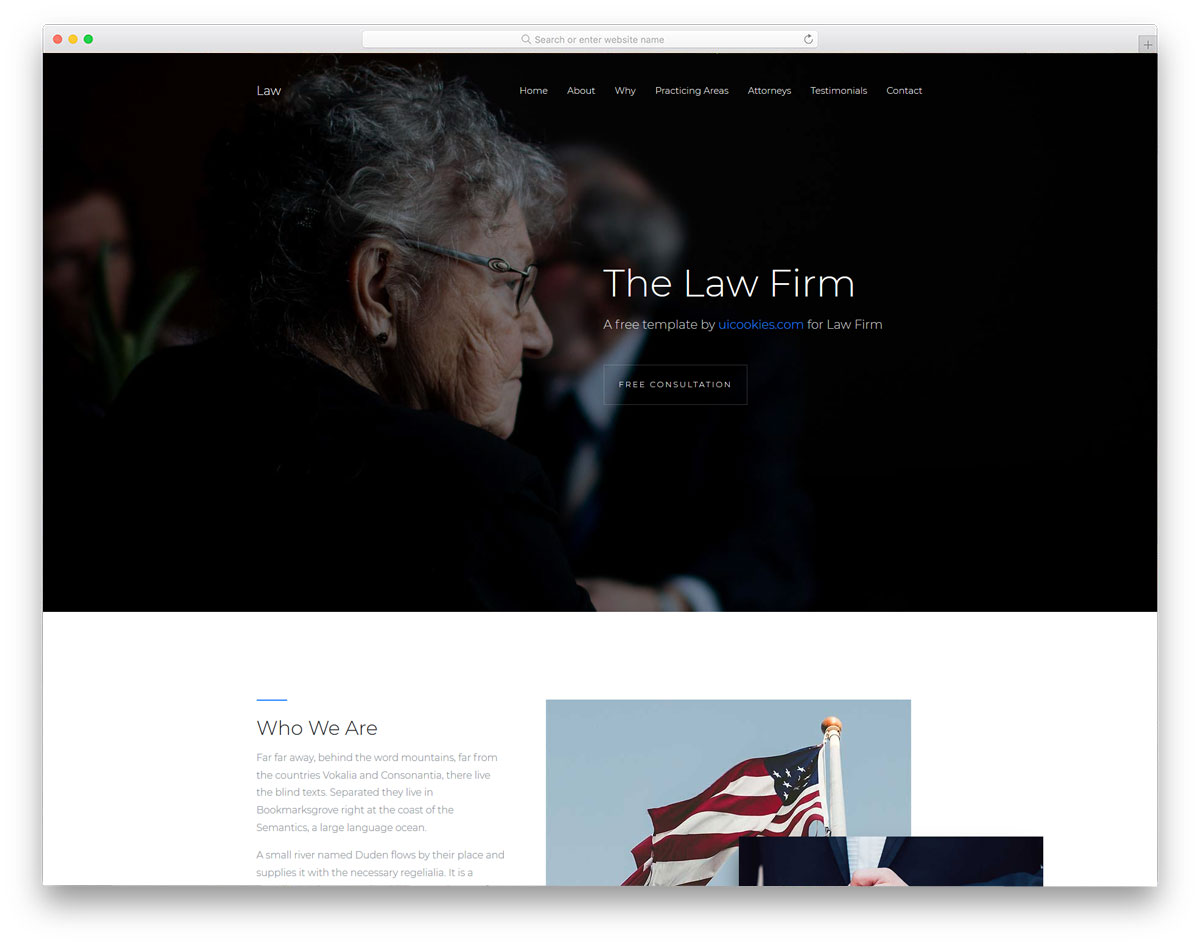 Search or enter website name
Law
Home About Why Practicing Areas Attorneys Testimonials Contact
The Law Firm
A free template by uicookies.com for Law Firm
FREE CONSULTATION
Who We Are
Far far away, behind the word mountains, far from
the countries Vokalia and Consonantia, there live
the blind texts. Separated they live in
Bookmarksgrove right at the coast of the
Semantics, a large language ocean.
A small river named Duden flows by their place and
supplies it with the necessary regelialia. It is a